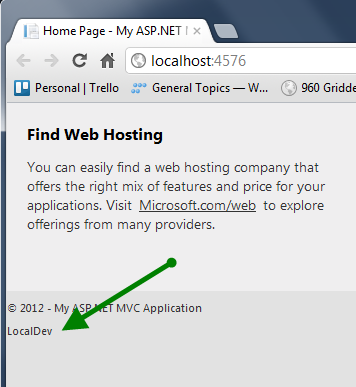 Home Page - My ASP.NET M
localhost:4576
Personal | Trello
General Topics — W...
960 Gridde
Find Web Hosting
You can easily find a web hosting company that
offers the right mix of features and price for your
applications. Visit Microsoft.com/web to explore
offerings from many providers.
© 2012 - My ASP.NET MVC Application
LocalDev